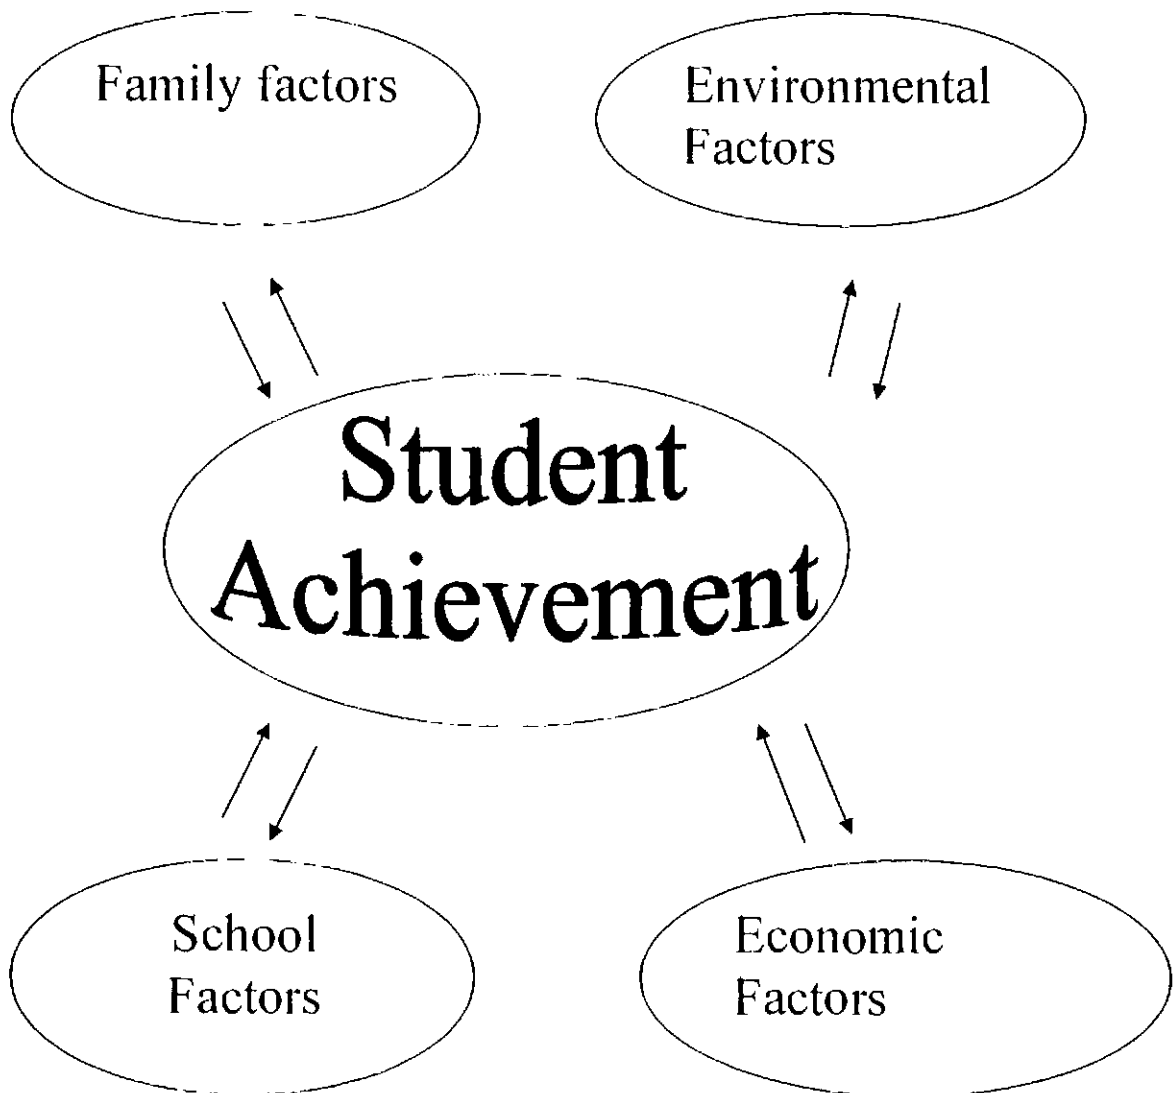 Family factors
Environmental
Factors
Student
Achievement
School
Factors
Economic
Factors